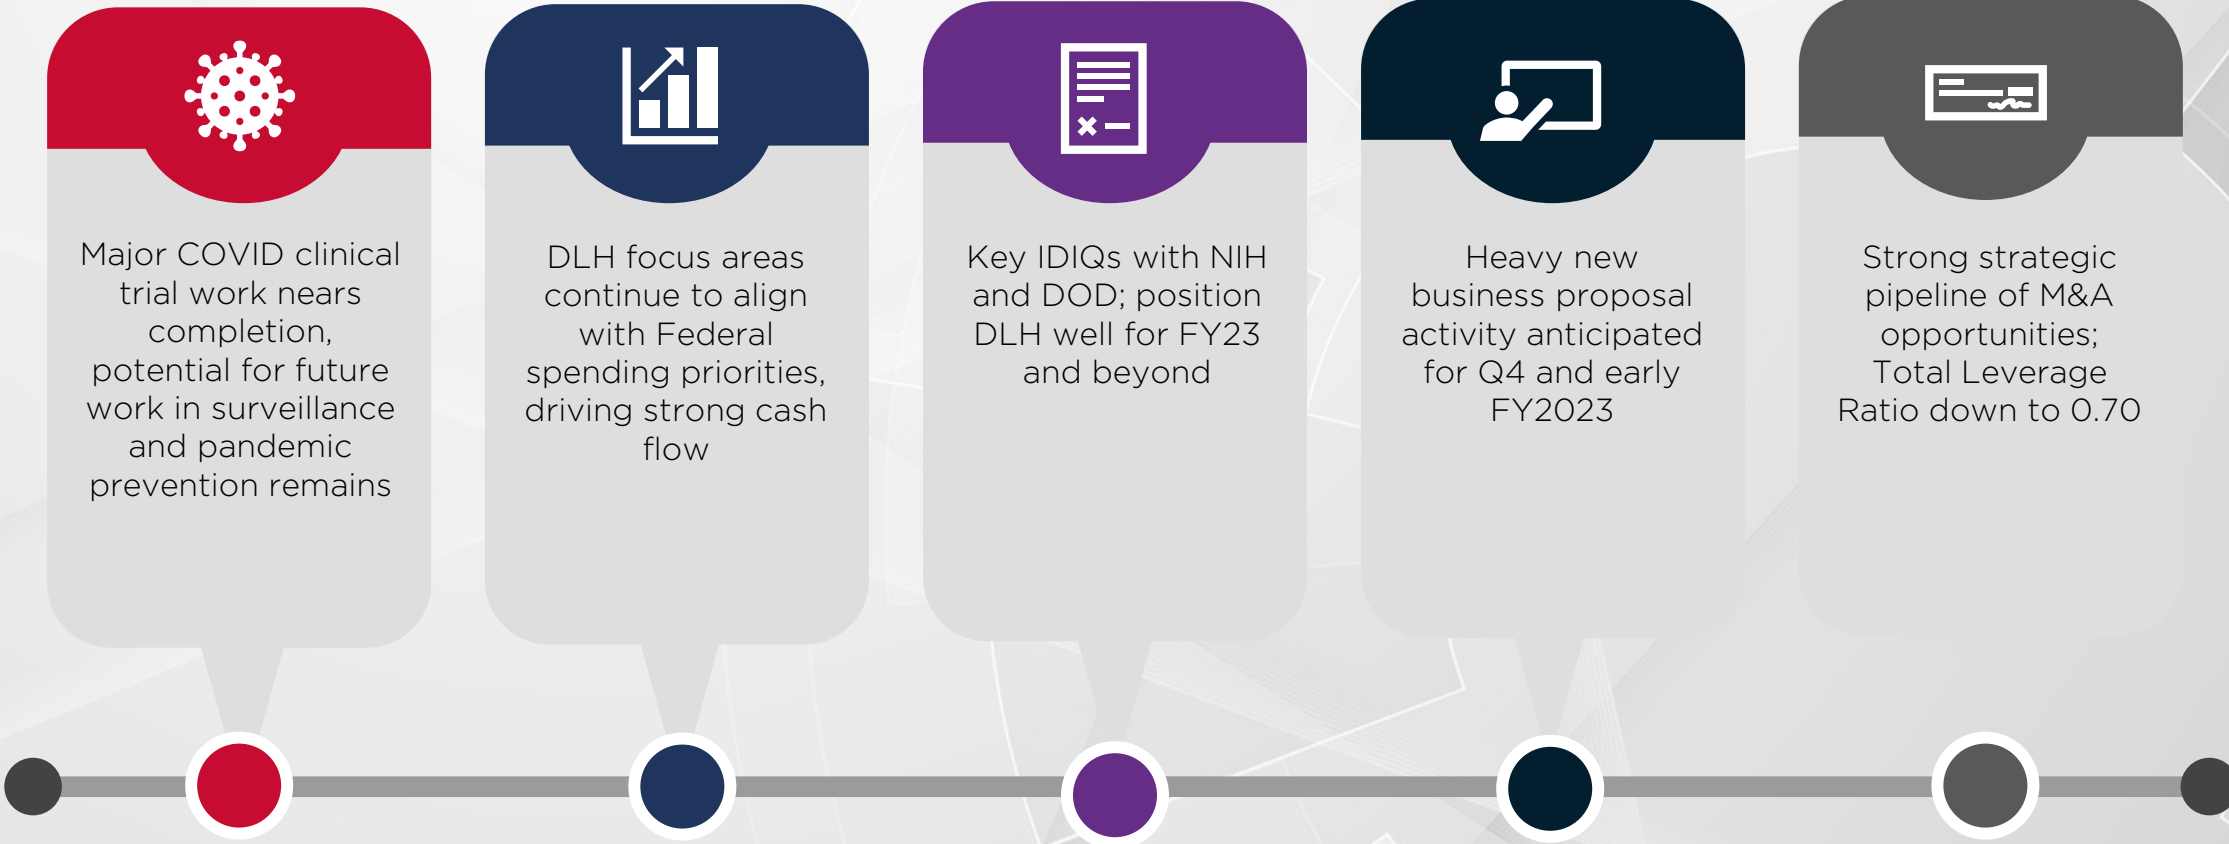 Major COVID clinical
trial work nears
completion,
potential for future
work in surveillance
and pandemic
prevention remains
DLH focus areas
continue to align
with Federal
spending priorities,
driving strong cash
flow
Key IDIQs with NIH
and DOD; position
DLH well for FY23
and beyond
Heavy new
business proposal
activity anticipated
for Q4 and early
FY2023
Strong strategic
pipeline of M&A
opportunities;
Total Leverage
Ratio down to 0.70